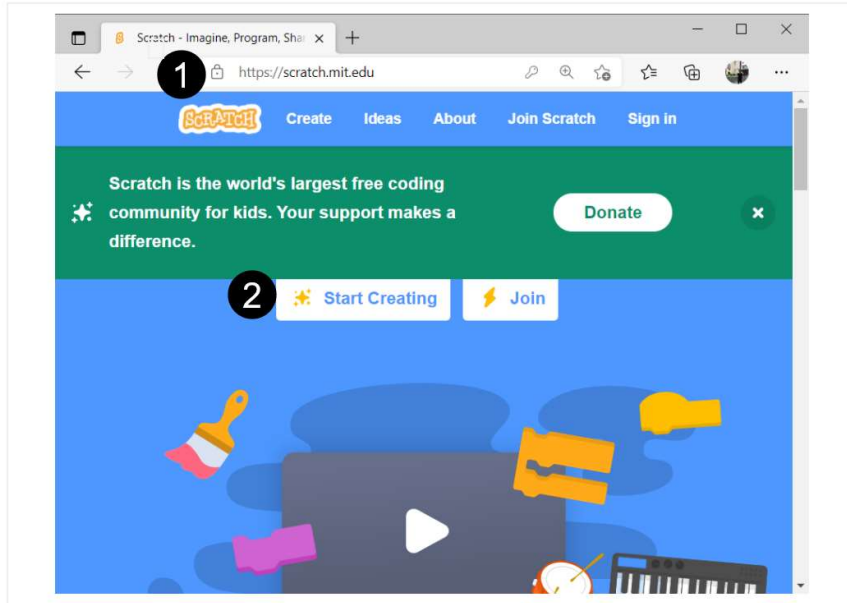 Scratch - Imagine, Program, Sha
1
https://scratch.mit.edu
SCRATCH Create Ideas About Join Scratch Sign in
Scratch is the world's largest free coding
community for kids. Your support makes a
difference.
Donate
2
Start Creating
Join